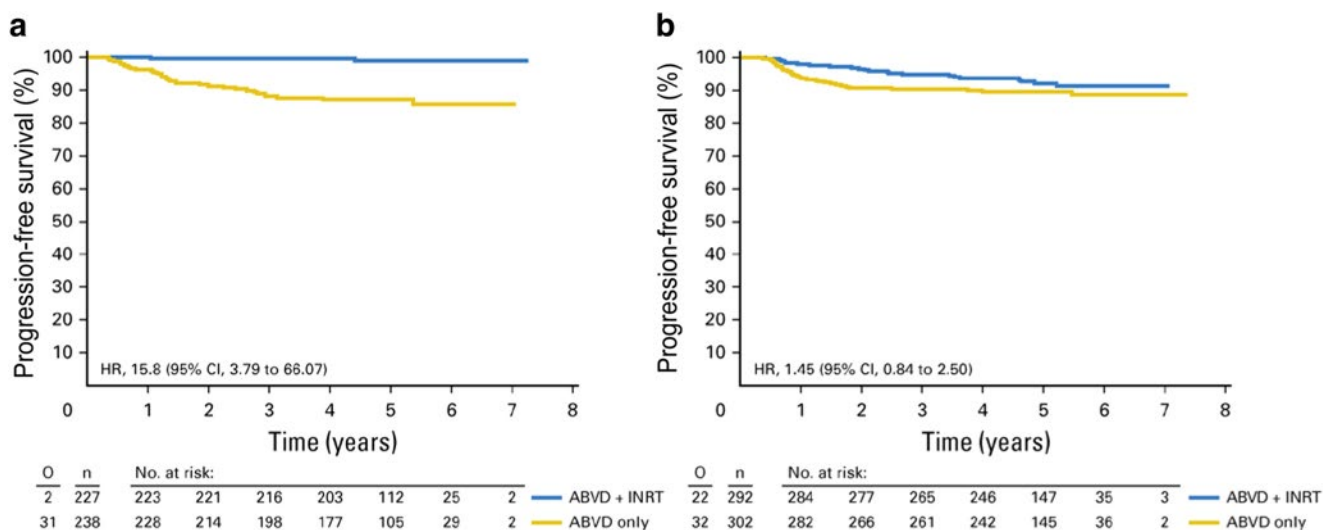 a
100
90
80
70
60
50
40
30
20
10
0
Progression-free survival (%)
HR, 15.8 (95% CI, 3.79 to 66.07)
1 2 3 4 5 6 7 8
Time (years)
O n No. at risk:
2 227 223 221 216 203 112 25 2 ABVD + INRT
31 238 228 214 198 177 105 29 2 ABVD only
b
100
90
80
70
60
50
40
30
20
10
0
Progression-free survival (%)
HR, 1.45 (95% CI, 0.84 to 2.50)
1 2 3 4 5 6 7 8
Time (years)
O n No. at risk:
22 292 284 277 265 246 147 35 3 ABVD + INRT
32 302 282 266 261 242 145 36 2 ABVD only